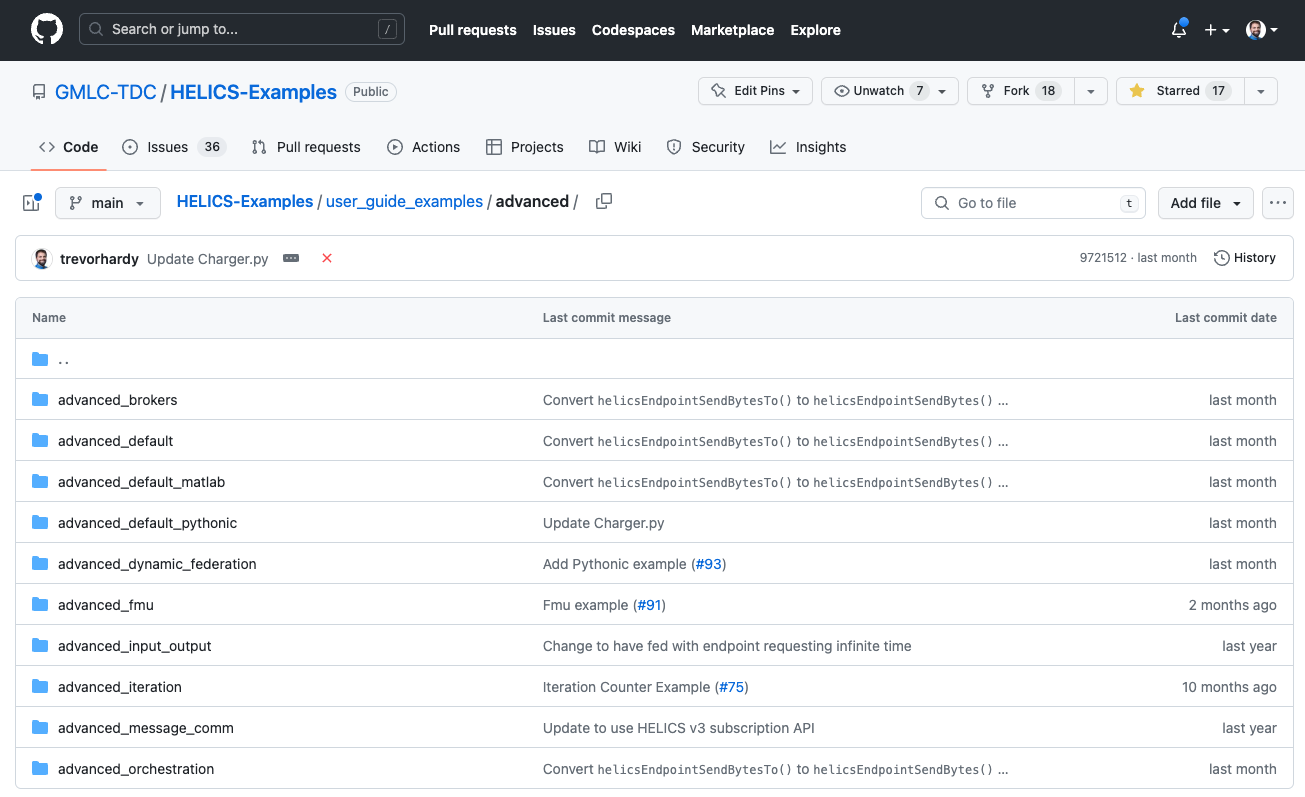 Search or jump to... / Pull requests Issues Codespaces Marketplace Explore
GMLC-TDC / HELICS-Examples Public Edit Pins Unwatch 7 Fork 18 Starred 17
Code Issues 36 Pull requests Actions Projects Wiki Security Insights
main HELICS-Examples / user_guide_examples / advanced / Go to file t Add file
trevorhardy Update Charger.py 9721512 · last month History
Name Last commit message Last commit date
..
advanced_brokers Convert helicsEndpointSendBytesTo() to helicsEndpointSendBytes() … last month
advanced_default Convert helicsEndpointSendBytesTo() to helicsEndpointSendBytes() … last month
advanced_default_matlab Convert helicsEndpointSendBytesTo() to helicsEndpointSendBytes() … last month
advanced_default_pythonic Update Charger.py last month
advanced_dynamic_federation Add Pythonic example (#93) last month
advanced_fmu Fmu example (#91) 2 months ago
advanced_input_output Change to have fed with endpoint requesting infinite time last year
advanced_iteration Iteration Counter Example (#75) 10 months ago
advanced_message_comm Update to use HELICS v3 subscription API last year
advanced_orchestration Convert helicsEndpointSendBytesTo() to helicsEndpointSendBytes() … last month